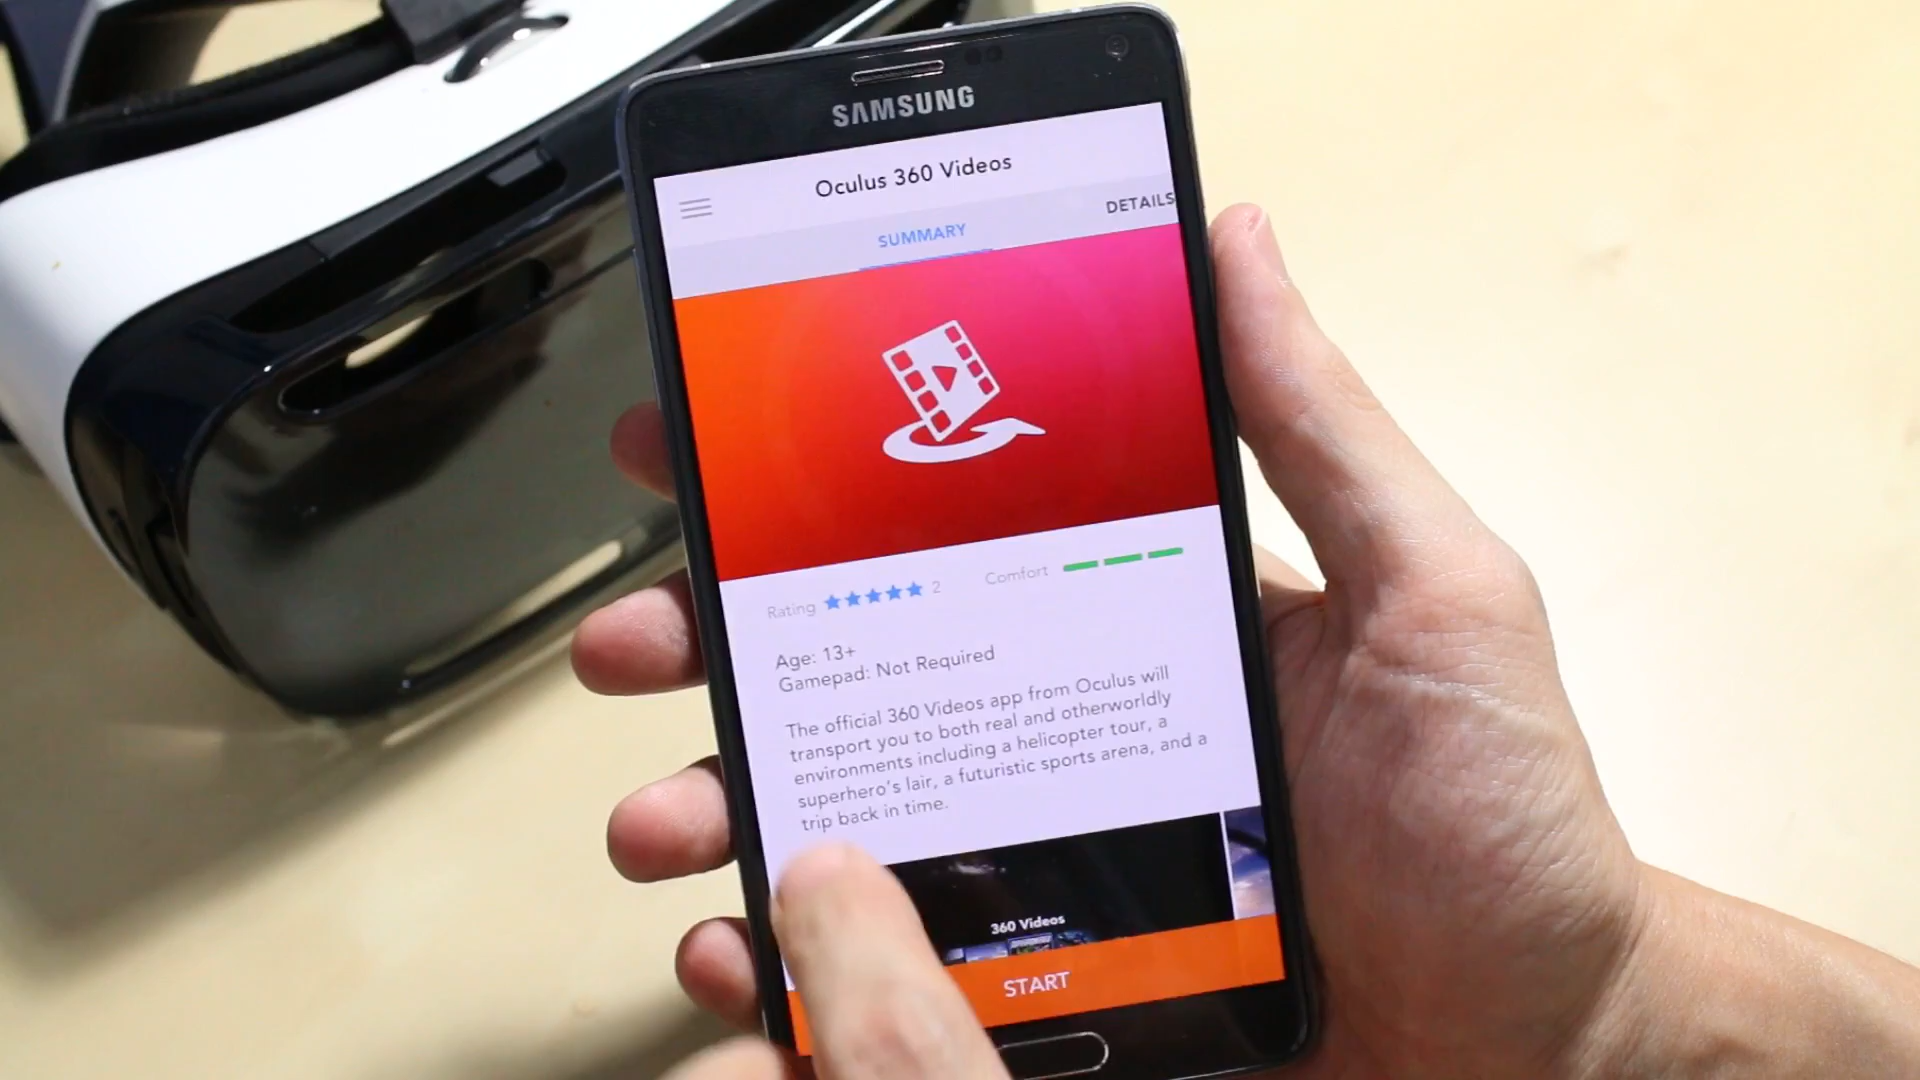 SAMSUNG
Oculus 360 Videos
SUMMARY
DETAILS
Rating 2
Comfort
Age: 13+
Gamepad: Not Required
The official 360 Videos app from Oculus will
transport you to both real and otherworldly
environments including a helicopter tour, a
superhero's lair, a futuristic sports arena, and a
trip back in time.
360 Videos
START